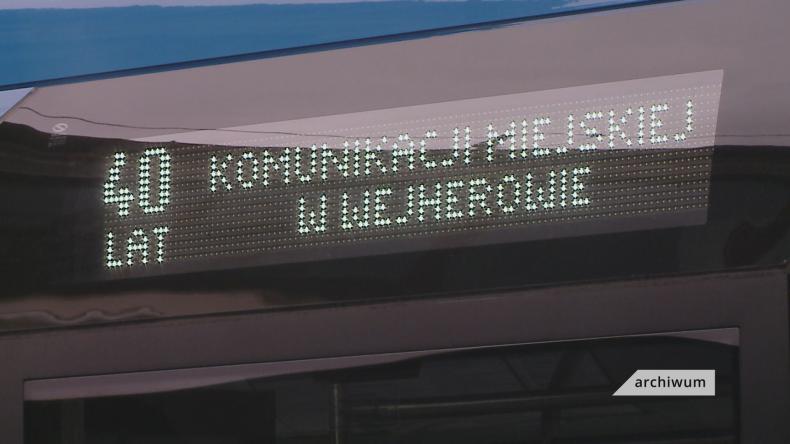 40 KOMUNIKACJI MIEJSKIEJ
LAT W WEJHEROWIE
archiwum